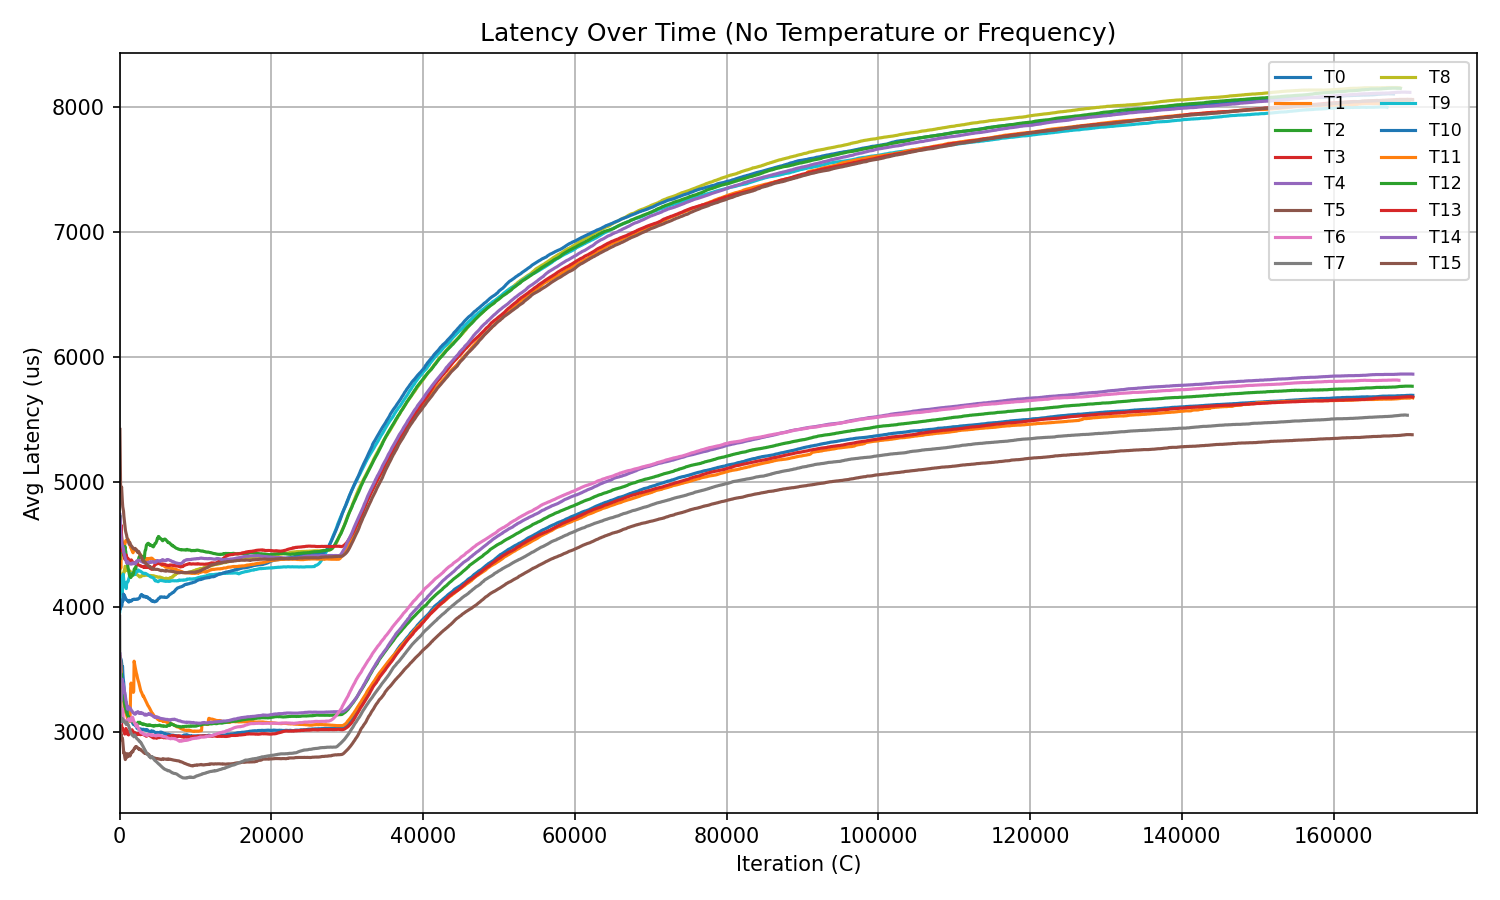 Latency Over Time (No Temperature or Frequency)
Avg Latency (us)
8000
7000
6000
5000
4000
3000
T0 T8
T1 T9
T2 T10
T3 T11
T4 T12
T5 T13
T6 T14
T7 T15
0 20000 40000 60000 80000 100000 120000 140000 160000
Iteration (C)